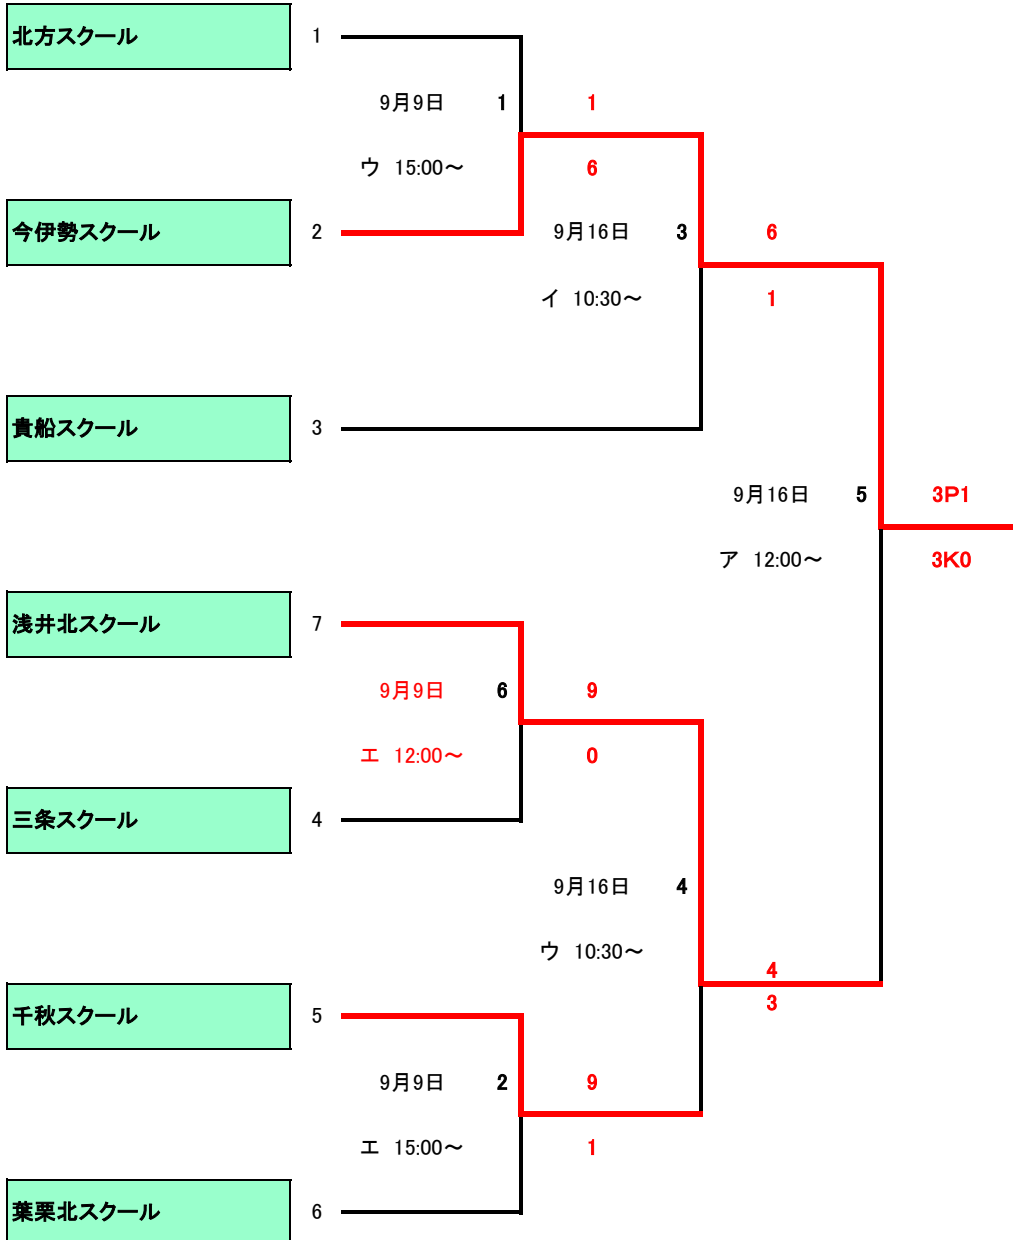 北方スクール 1
9月9日 1 1
ウ 15:00～ 6
今伊勢スクール 2 9月16日 3 6
イ 10:30～ 1
貴船スクール 3
9月16日 5 3P1
ア 12:00～ 3K0
浅井北スクール 7
9月9日 6 9
エ 12:00～ 0
三条スクール 4
9月16日 4
ウ 10:30～
4
3
千秋スクール 5
9月9日 2 9
エ 15:00～ 1
葉栗北スクール 6